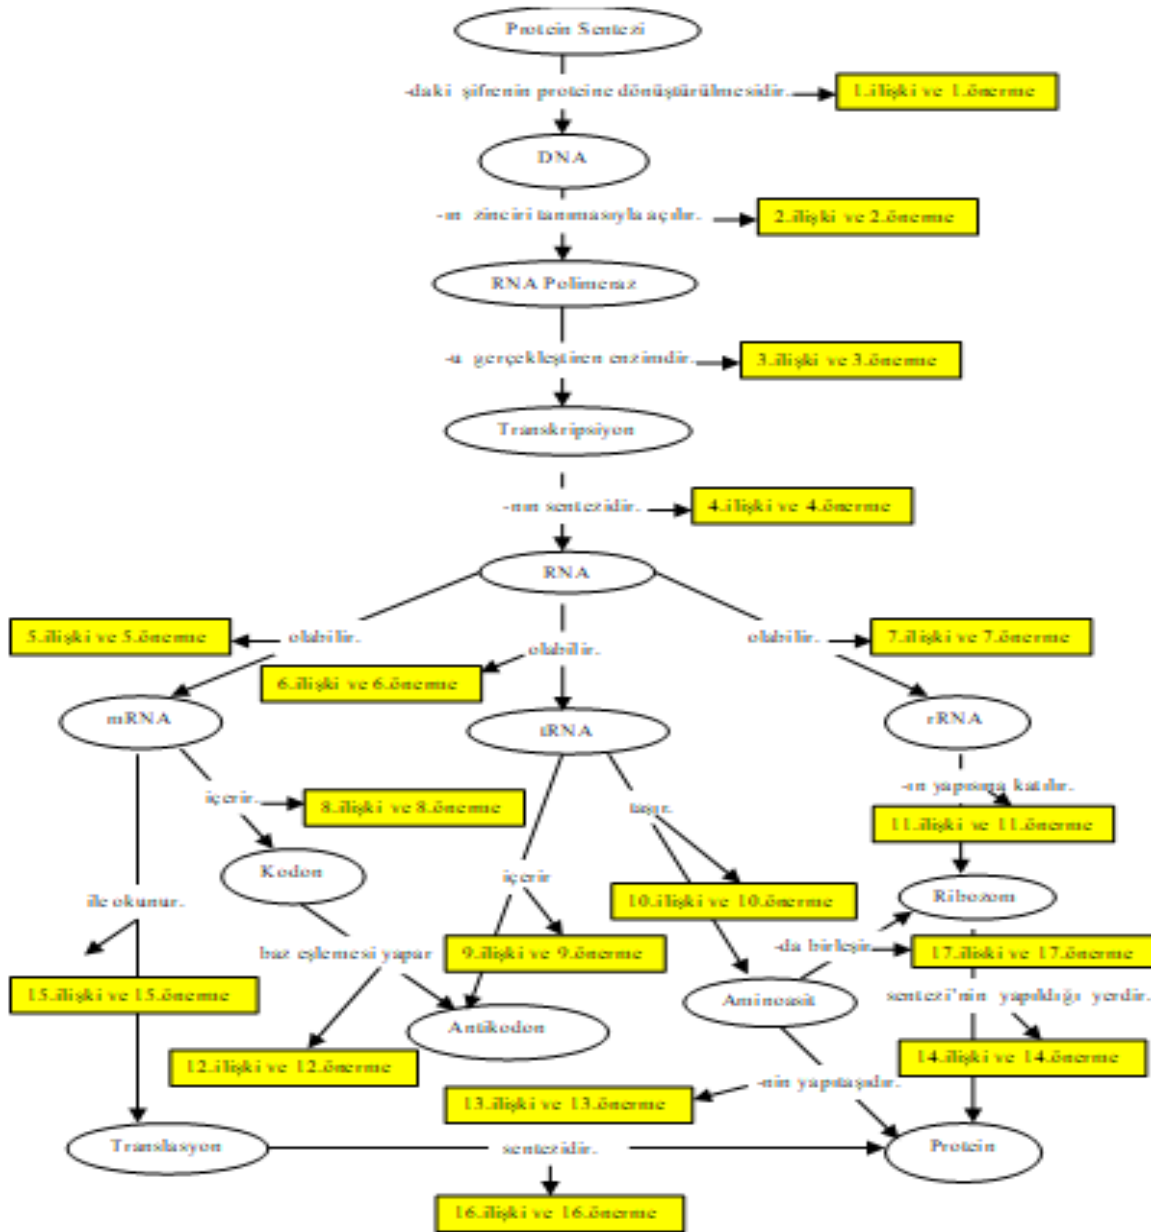 Protein Sentezi
-daki şifrenin proteine dönüştürülmesidir.
1.ilişki ve 1.önerme
DNA
-ın zinciri tanımasıyla açılır.
2.ilişki ve 2.önerme
RNA Polimeraz
-u gerçekleştiren enzimdir.
3.ilişki ve 3.önerme
Transkripsiyon
-nın sentezidir.
4.ilişki ve 4.önerme
RNA
5.ilişki ve 5.önerme
olabilir.
olabilir.
olabilir.
7.ilişki ve 7.önerme
6.ilişki ve 6.önerme
mRNA
tRNA
rRNA
içerir.
8.ilişki ve 8.önerme
taşır.
-ın yapısına katılır.
11.ilişki ve 11.önerme
Kodon
içerir
10.ilişki ve 10.önerme
Ribozom
ile okunur.
baz eşlemesi yapar
9.ilişki ve 9.önerme
-da birleşir
17.ilişki ve 17.önerme
15.ilişki ve 15.önerme
Antikodon
Aminoasit
sentezi'nin yapıldığı yerdir.
12.ilişki ve 12.önerme
14.ilişki ve 14.önerme
13.ilişki ve 13.önerme
-nin yapıtaşıdır.
Translasyon
sentezidir.
Protein
16.ilişki ve 16.önerme